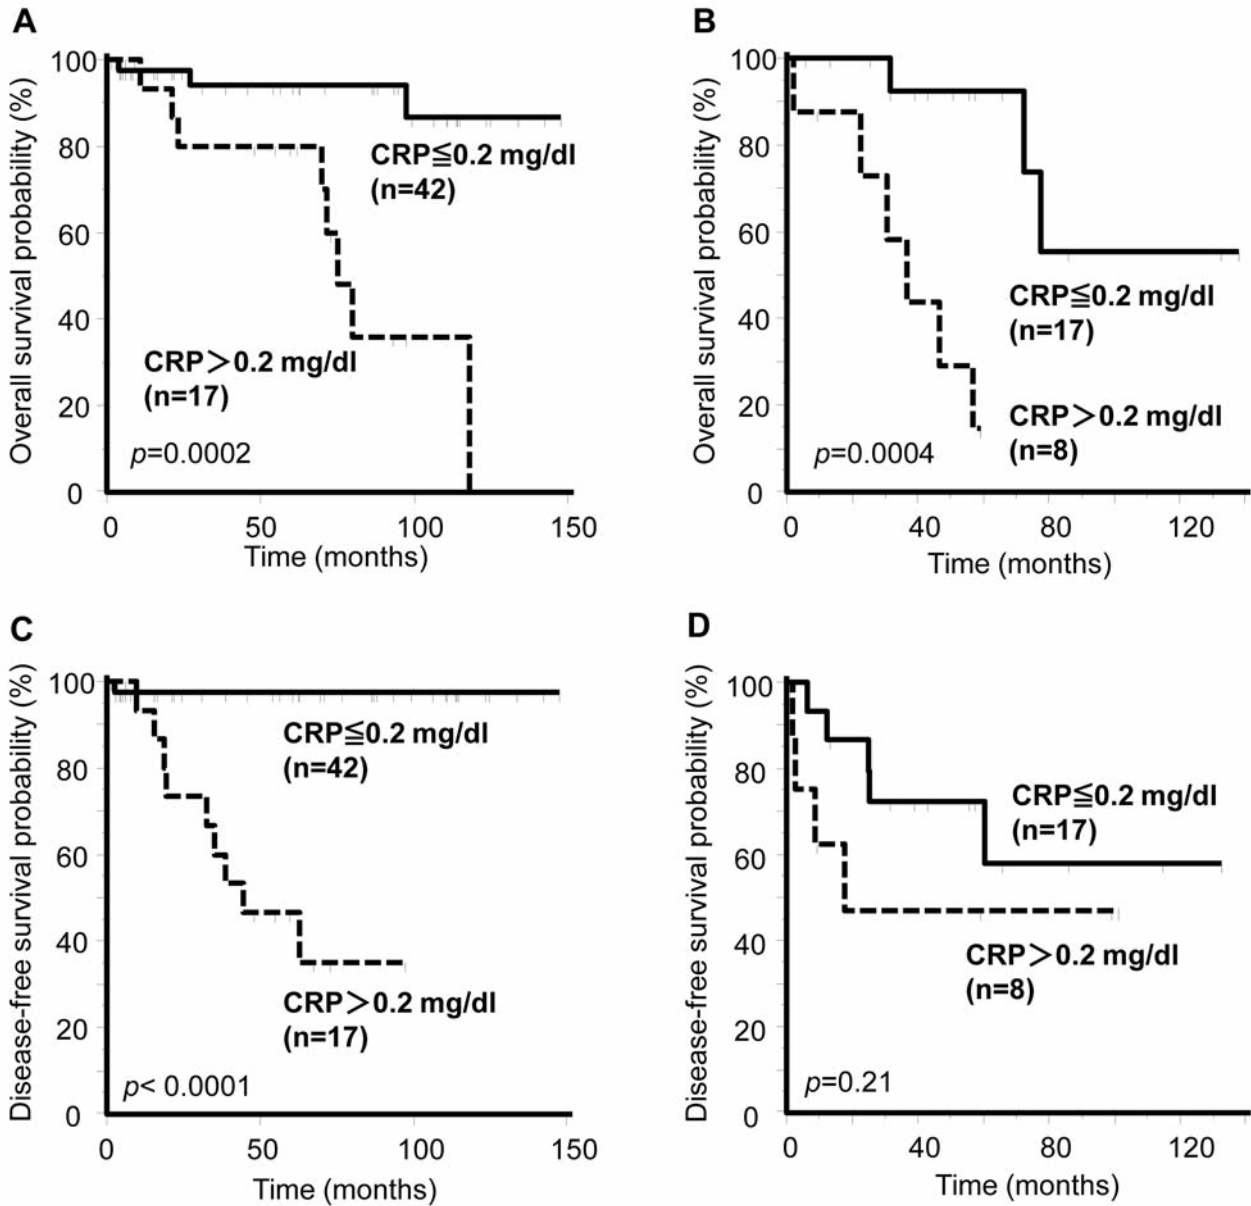 A
Overall survival probability (%)
100
80
60
40
20
0
CRP≦0.2 mg/dl
(n=42)
CRP>0.2 mg/dl
(n=17)
p=0.0002
0 50 100 150
Time (months)
B
Overall survival probability (%)
100
80
60
40
20
0
CRP≦0.2 mg/dl
(n=17)
CRP>0.2 mg/dl
(n=8)
p=0.0004
0 40 80 120
Time (months)
C
Disease-free survival probability (%)
100
80
60
40
20
0
CRP≦0.2 mg/dl
(n=42)
CRP>0.2 mg/dl
(n=17)
p< 0.0001
0 50 100 150
Time (months)
D
Disease-free survival probability (%)
100
80
60
40
20
0
CRP≦0.2 mg/dl
(n=17)
CRP>0.2 mg/dl
(n=8)
p=0.21
0 40 80 120
Time (months)